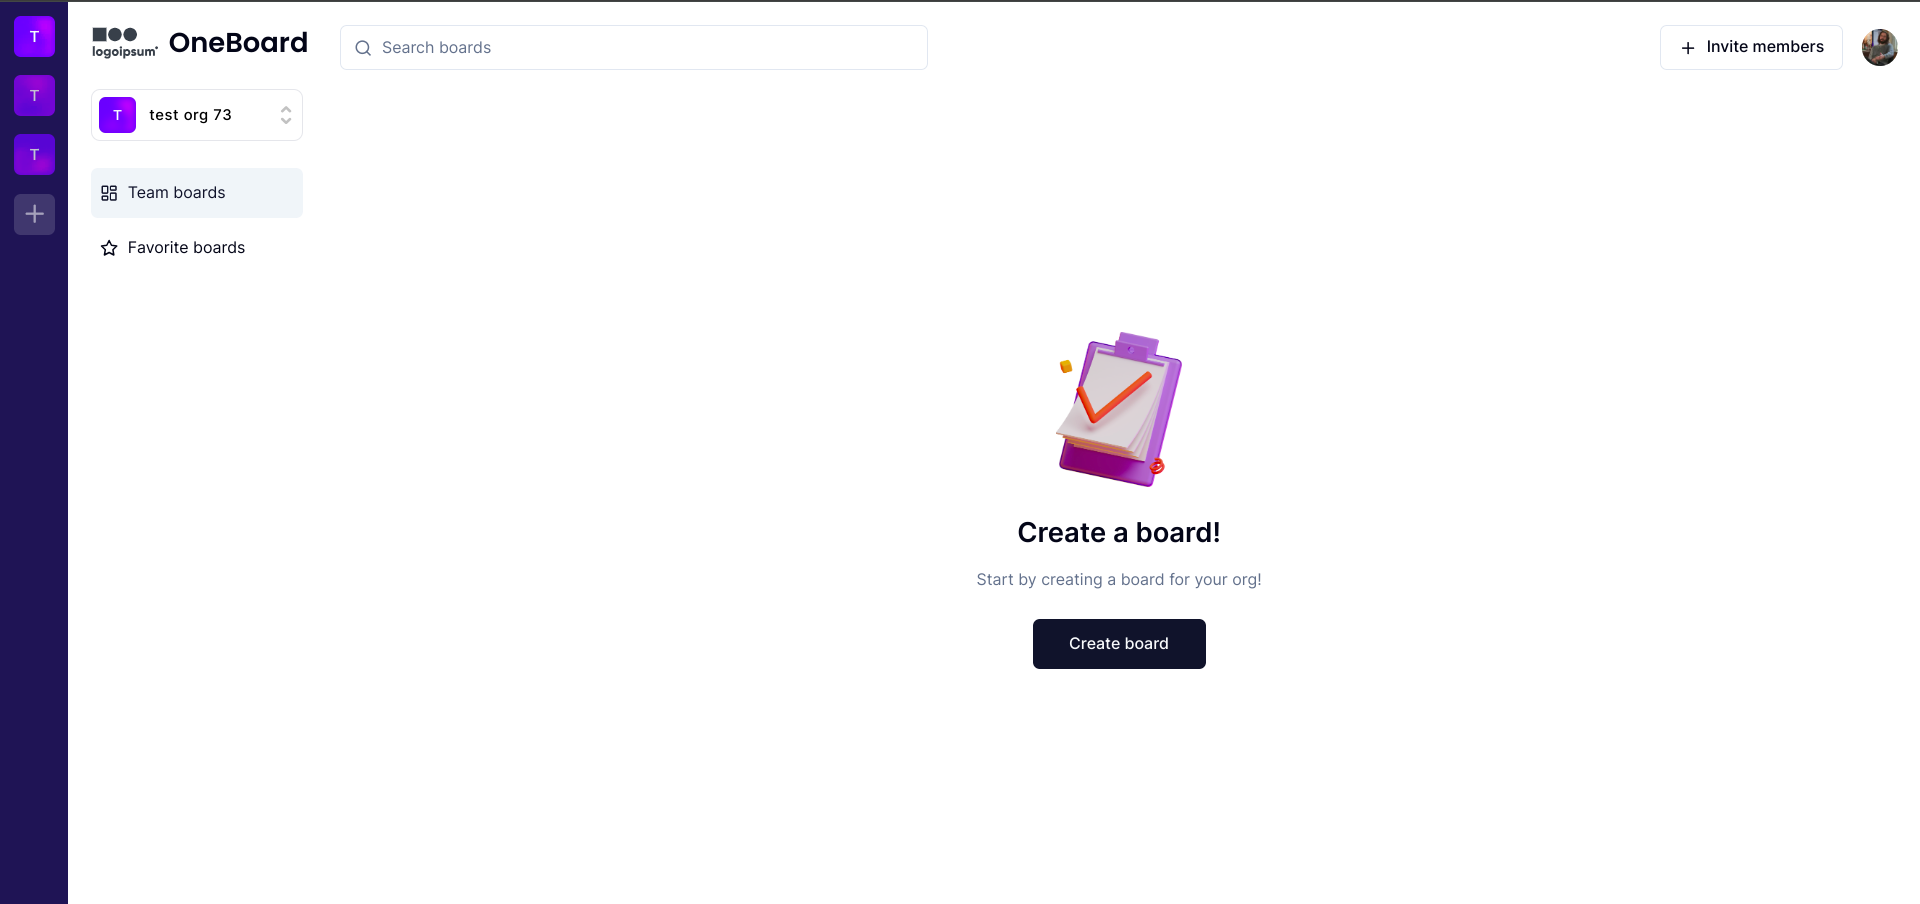 T
T
T
logoipsum
OneBoard
Search boards
Invite members
T
test org 73
Team boards
Favorite boards
Create a board!
Start by creating a board for your org!
Create board